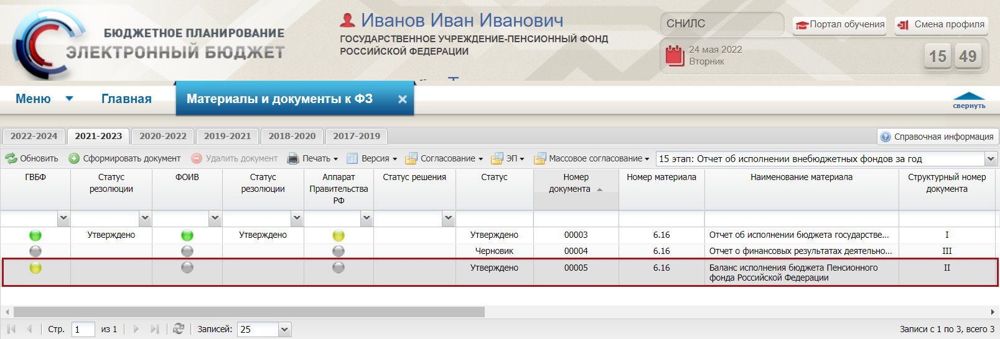 БЮДЖЕТНОЕ ПЛАНИРОВАНИЕ
ЭЛЕКТРОННЫЙ БЮДЖЕТ
Иванов Иван Иванович
ГОСУДАРСТВЕННОЕ УЧРЕЖДЕНИЕ-ПЕНСИОННЫЙ ФОНД
РОССИЙСКОЙ ФЕДЕРАЦИИ
СНИЛС
Портал обучения
Смена профиля
24 мая 2022
Вторник
15 49
Меню Главная Материалы и документы к ФЗ
свернуть
2022-2024 2021-2023 2020-2022 2019-2021 2018-2020 2017-2019 Справочная информация
Обновить Сформировать документ Удалить документ Печать Версия Согласование ЭП Массовое согласование 15 этап: Отчет об исполнении внебюджетных фондов за год
ГВБФ Статус ФОИВ Статус Аппарат Статус решения Статус Номер Номер материала Наименование материала Структурный номер
резолюции резолюции Правительства документа документа
РФ
Утверждено Утверждено Утверждено 00003 6.16 Отчет об исполнении бюджета государстве... I
Черновик 00004 6.16 Отчет о финансовых результатах деятельно... III
Утверждено 00005 6.16 Баланс исполнения бюджета Пенсионного II
фонда Российской Федерации
Стр. 1 из 1 Записей: 25 Записи с 1 по 3, всего 3